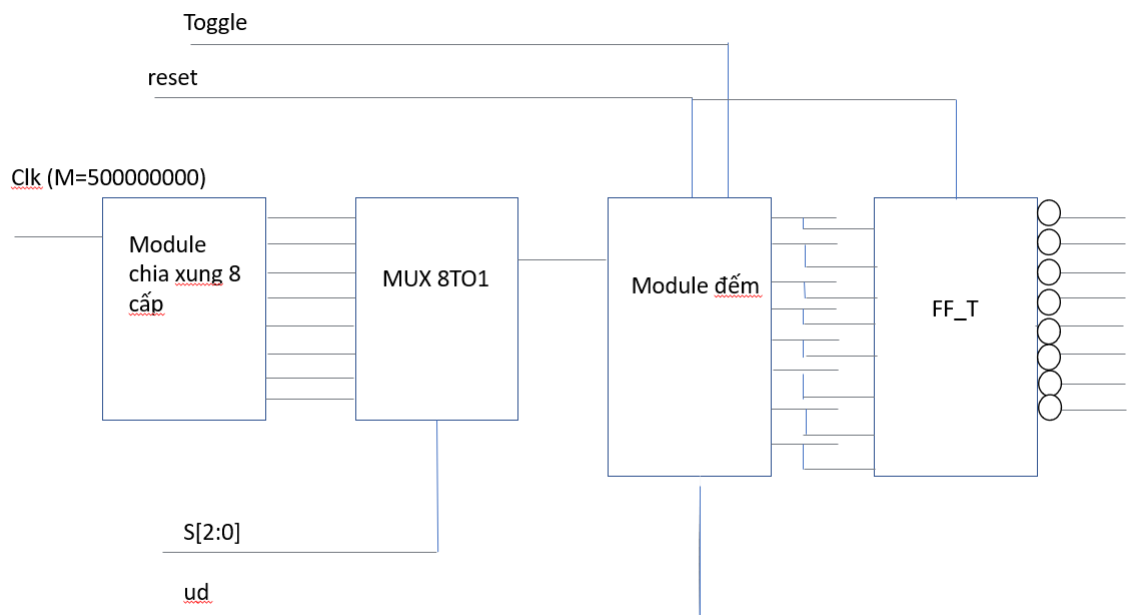 Toggle
reset
Clk (M=500000000)
Module
chia xung 8
cấp
MUX 8TO1
Module đếm
FF_T
S[2:0]
ud